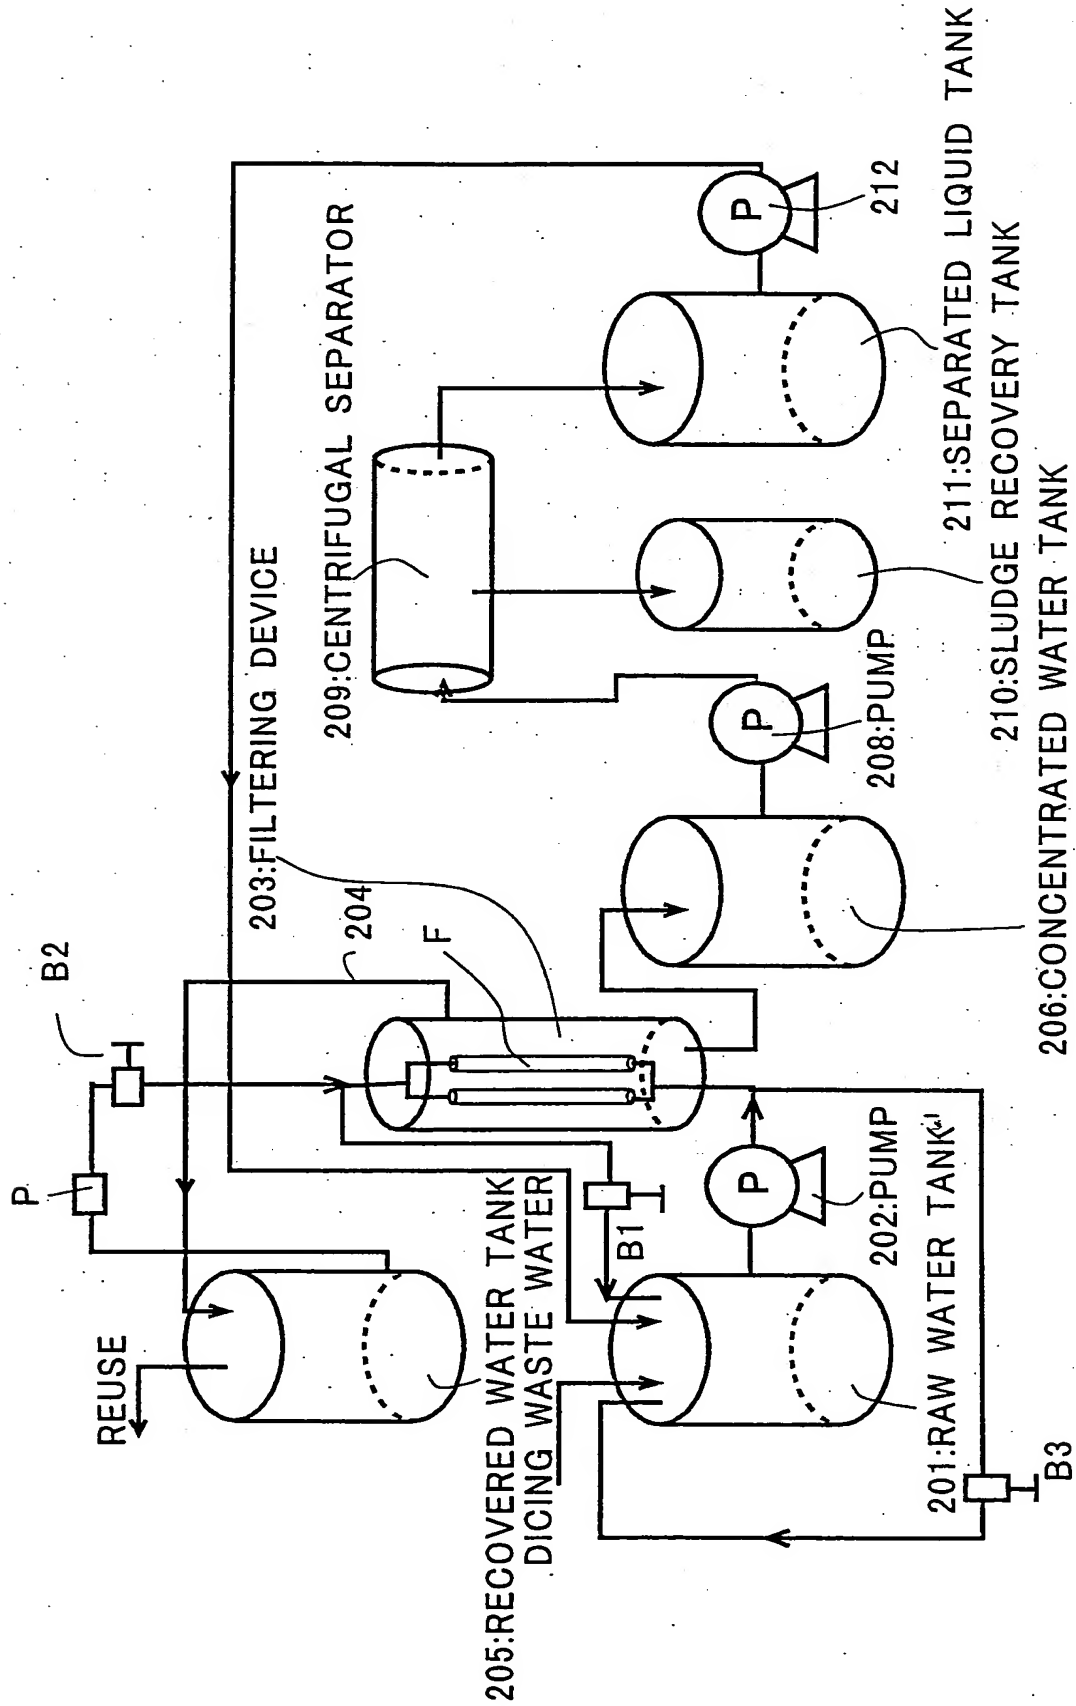 REUSE
P
B2
203:FILTERING DEVICE
204
F
209:CENTRIFUGAL SEPARATOR
205:RECOVERED WATER TANK
DICING WASTE WATER
B1
P
202:PUMP
201:RAW WATER TANK
B3
P
208:PUMP
P
212
211:SEPARATED LIQUID TANK
210:SLUDGE RECOVERY TANK
206:CONCENTRATED WATER TANK